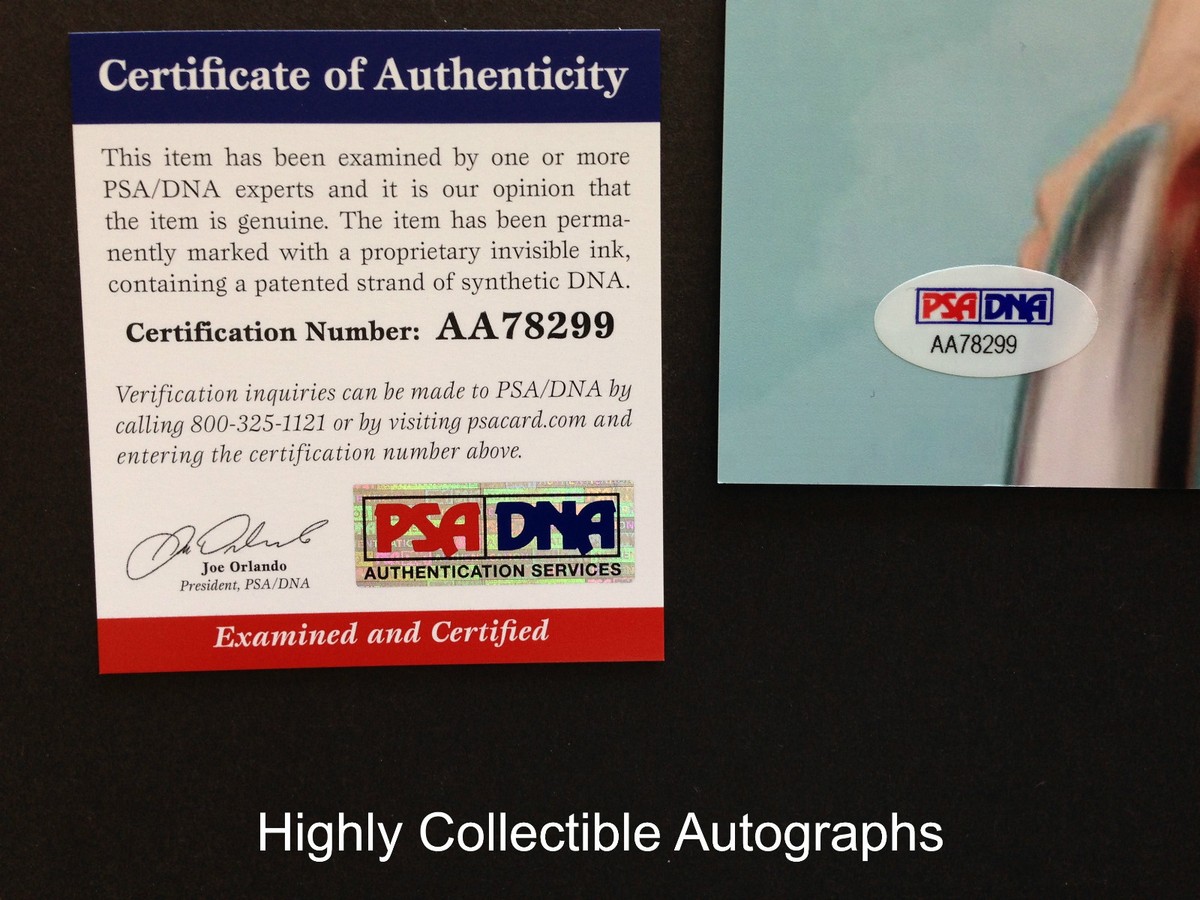 Certificate of Authenticity
This item has been examined by one or more
PSA/DNA experts and it is our opinion that
the item is genuine. The item has been perma-
nently marked with a proprietary invisible ink,
containing a patented strand of synthetic DNA.
Certification Number: AA78299
Verification inquiries can be made to PSA/DNA by
calling 800-325-1121 or by visiting psacard.com and
entering the certification number above.
Joe Orlando
President, PSA/DNA
PSA DNA
AUTHENTICATION SERVICES
Examined and Certified
PSA DNA
AA78299
Highly Collectible Autographs